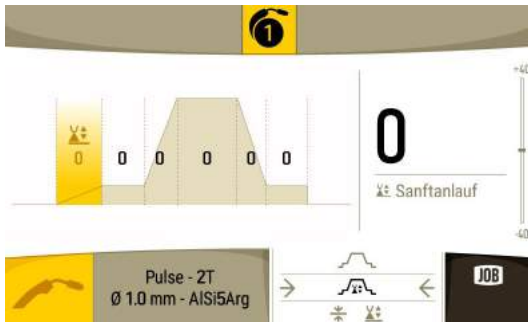 1
+40
0 0 0 0 0 0
0
Sanftanlauf
-40
Pulse - 2T
Ø 1.0 mm - AlSi5Arg
JOB